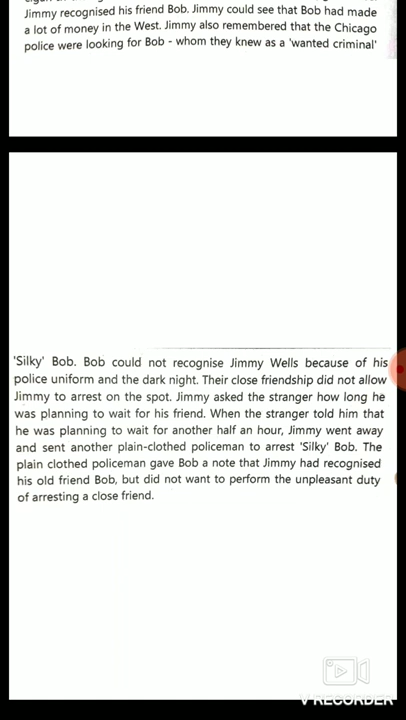 Jimmy recognised his friend Bob. Jimmy could see that Bob had made
a lot of money in the West. Jimmy also remembered that the Chicago
police were looking for Bob - whom they knew as a 'wanted criminal'
'Silky' Bob. Bob could not recognise Jimmy Wells because of his
police uniform and the dark night. Their close friendship did not allow
Jimmy to arrest on the spot. Jimmy asked the stranger how long he
was planning to wait for his friend. When the stranger told him that
he was planning to wait for another half an hour, Jimmy went away
and sent another plain-clothed policeman to arrest 'Silky' Bob. The
plain clothed policeman gave Bob a note that Jimmy had recognised
his old friend Bob, but did not want to perform the unpleasant duty
of arresting a close friend.
V RECORDER